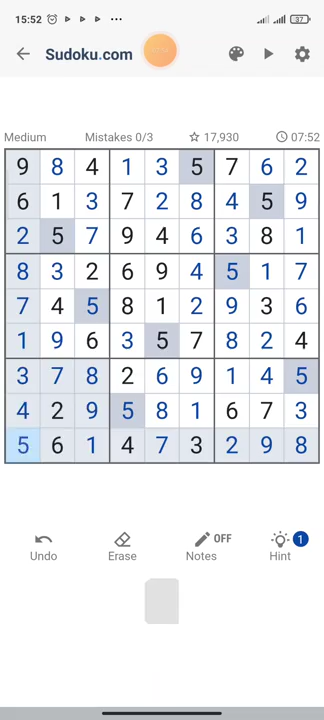 15:52 37
Sudoku.com
Medium Mistakes 0/3 17,930 07:52
9 8 4 1 3 5 7 6 2
6 1 3 7 2 8 4 5 9
2 5 7 9 4 6 3 8 1
8 3 2 6 9 4 5 1 7
7 4 5 8 1 2 9 3 6
1 9 6 3 5 7 8 2 4
3 7 8 2 6 9 1 4 5
4 2 9 5 8 1 6 7 3
5 6 1 4 7 3 2 9 8
OFF 1
Undo Erase Notes Hint